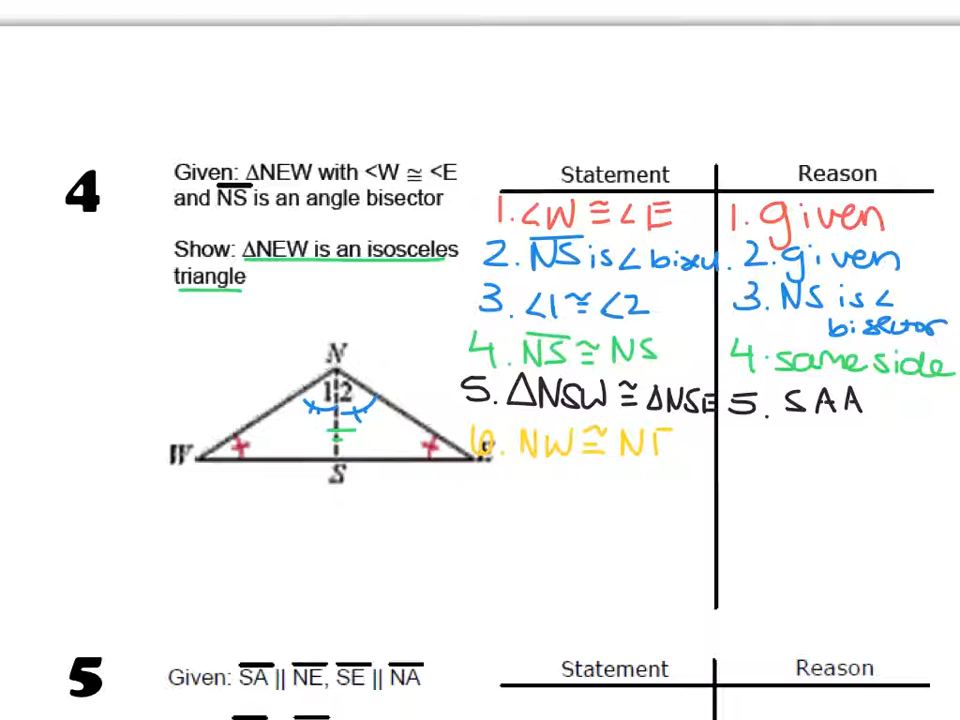 4
Given: ΔNEW with <W ≅ <E
and NS is an angle bisector
Show: ΔNEW is an isosceles
triangle
N
1 2
W
S
Statement Reason
1. ∠W ≅ ∠E 1. given
2. NS is ∠ bisu. 2. given
3. ∠1 ≅ ∠2 3. NS is ∠
bisector
4. NS ≅ NS 4. same side
5. ΔNSW ≅ ΔNSE 5. SAA
6. NW ≅ N
5
Given: SA || NE, SE || NA
Statement Reason